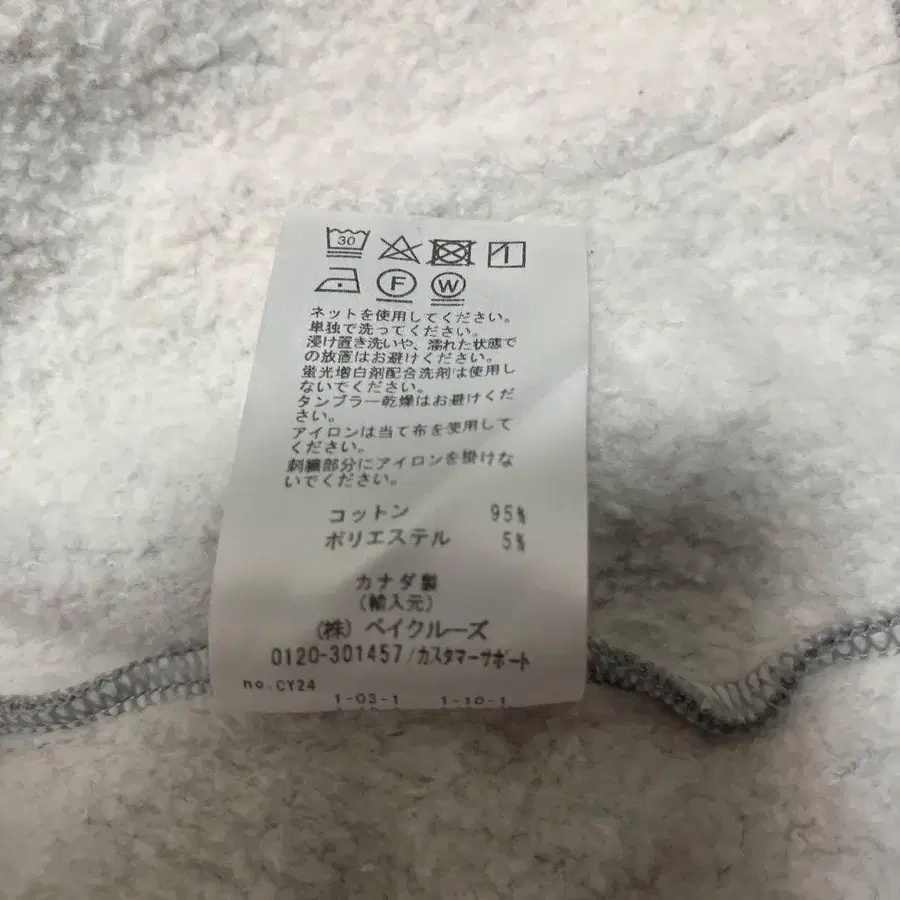 30
F
W
ネットを使用してください。
単独で洗ってください。
浸け置き洗いや、濡れた状態で
の放置はお避けください。
蛍光増白剤配合洗剤は使用し
ないでください。
タンブラー乾燥はお避けくだ
さい。
アイロンは当て布を使用して
ください。
刺繍部分にアイロンを掛けな
いでください。
コットン 95%
ポリエステル 5%
カナダ製
(輸入元)
(株) ベイクルーズ
0120-301457/カスタマーサポート
no.CY24
1-03-1 1-10-1